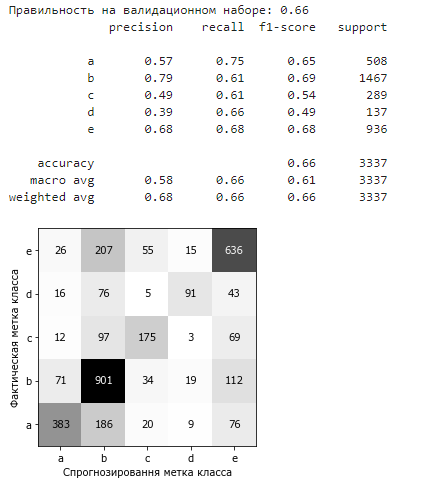 Правильность на валидационном наборе: 0.66
precision recall f1-score support
a 0.57 0.75 0.65 508
b 0.79 0.61 0.69 1467
c 0.49 0.61 0.54 289
d 0.39 0.66 0.49 137
e 0.68 0.68 0.68 936
accuracy 0.66 3337
macro avg 0.58 0.66 0.61 3337
weighted avg 0.68 0.66 0.66 3337
Фактическая метка класса
e 26 207 55 15 636
d 16 76 5 91 43
c 12 97 175 3 69
b 71 901 34 19 112
a 383 186 20 9 76
a b c d e
Спрогнозировання метка класса